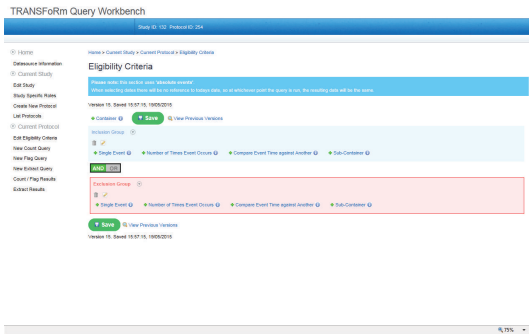 TRANSFoRm Query Workbench
Study ID: 132 Protocol ID: 204
Home
Datasource Information
Current Study
Edit Study
Study Specific Roles
Create New Protocol
List Protocols
Current Protocol
Edit Eligibility Criteria
New Count Query
New Flag Query
New Extract Query
Count / Flag Results
Extract Results
Home > Current Study > Current Protocol > Eligibility Criteria
Eligibility Criteria
Please note: this section uses 'absolute events'
When selecting dates there will be no reference to todays date, so at whichever point the query is run, the resulting data will be the same.
Version 15, Saved 15:57:15, 19/05/2015
Container
Save
View Previous Versions
Inclusion Group
Single Event
Number of Times Event Occurs
Compare Event Time against Another
Sub-Container
AND
Exclusion Group
Single Event
Number of Times Event Occurs
Compare Event Time against Another
Sub-Container
Save
View Previous Versions
Version 15, Saved 15:57:15, 19/05/2015
75%